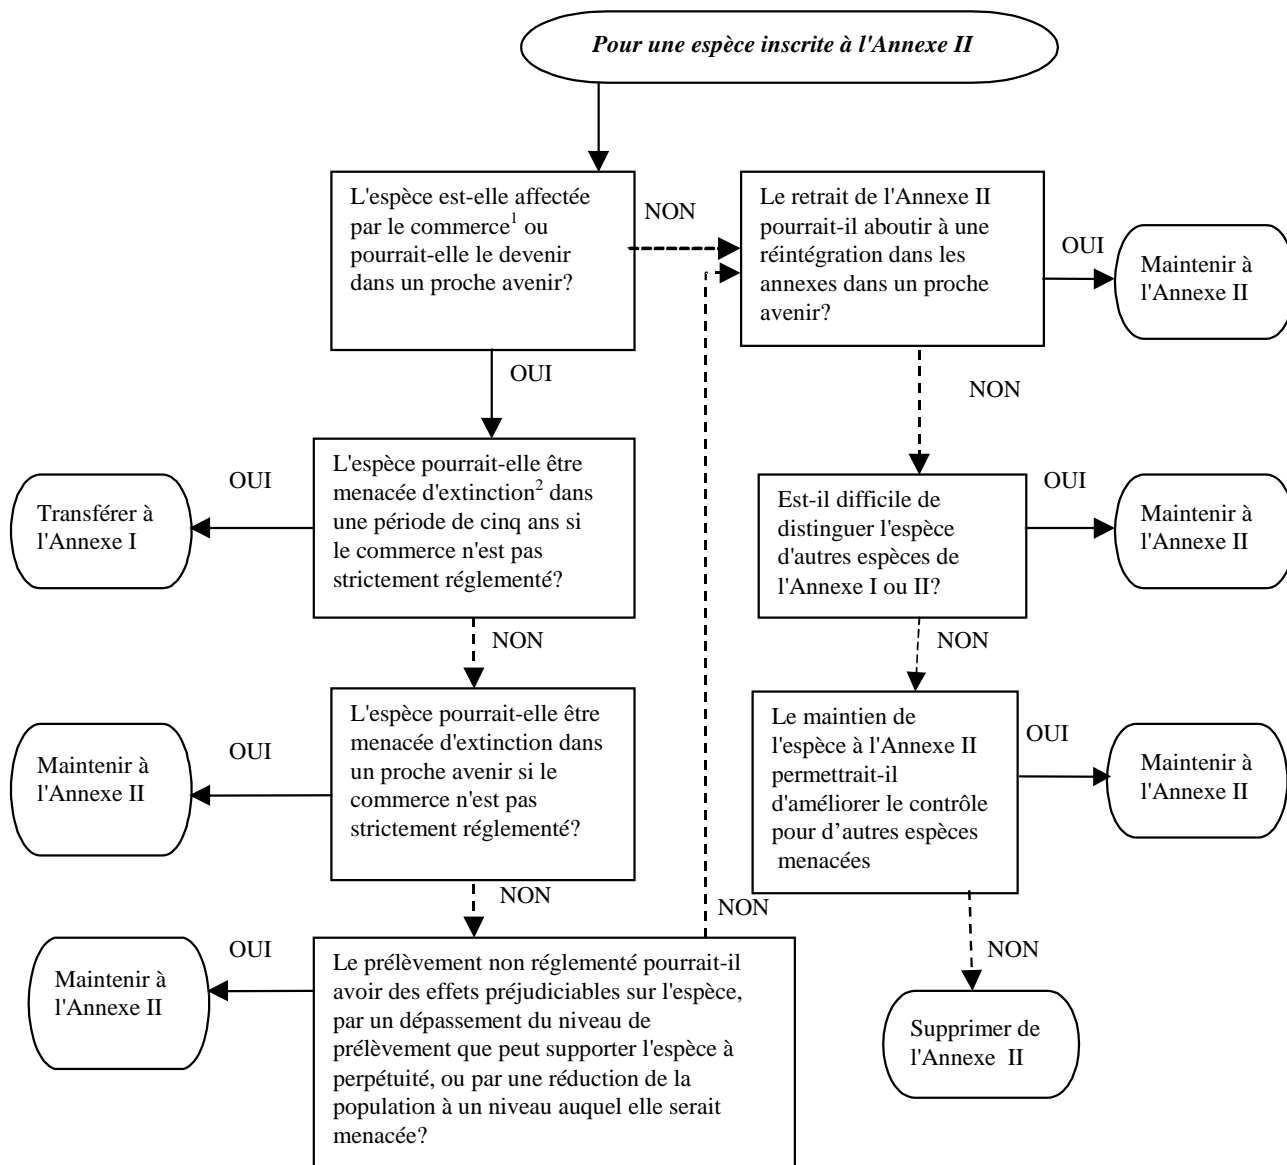 Pour une espèce inscrite à l'Annexe II
L'espèce est-elle affectée
par le commerce1 ou
pourrait-elle le devenir
dans un proche avenir?
NON
Le retrait de l'Annexe II
pourrait-il aboutir à une
réintégration dans les
annexes dans un proche
avenir?
OUI
Maintenir à
l'Annexe II
OUI
NON
L'espèce pourrait-elle être
menacée d'extinction2 dans
une période de cinq ans si
le commerce n'est pas
strictement réglementé?
OUI
Transférer à
l'Annexe I
Est-il difficile de
distinguer l'espèce
d'autres espèces de
l'Annexe I ou II?
OUI
Maintenir à
l'Annexe II
NON
NON
L'espèce pourrait-elle être
menacée d'extinction dans
un proche avenir si le
commerce n'est pas
strictement réglementé?
OUI
Maintenir à
l'Annexe II
Le maintien de
l'espèce à l'Annexe II
permettrait-il
d'améliorer le contrôle
pour d’autres espèces
menacées
OUI
Maintenir à
l'Annexe II
NON
NON
NON
Le prélèvement non réglementé pourrait-il
avoir des effets préjudiciables sur l'espèce,
par un dépassement du niveau de
prélèvement que peut supporter l'espèce à
perpétuité, ou par une réduction de la
population à un niveau auquel elle serait
menacée?
OUI
Maintenir à
l'Annexe II
Supprimer de
l'Annexe II